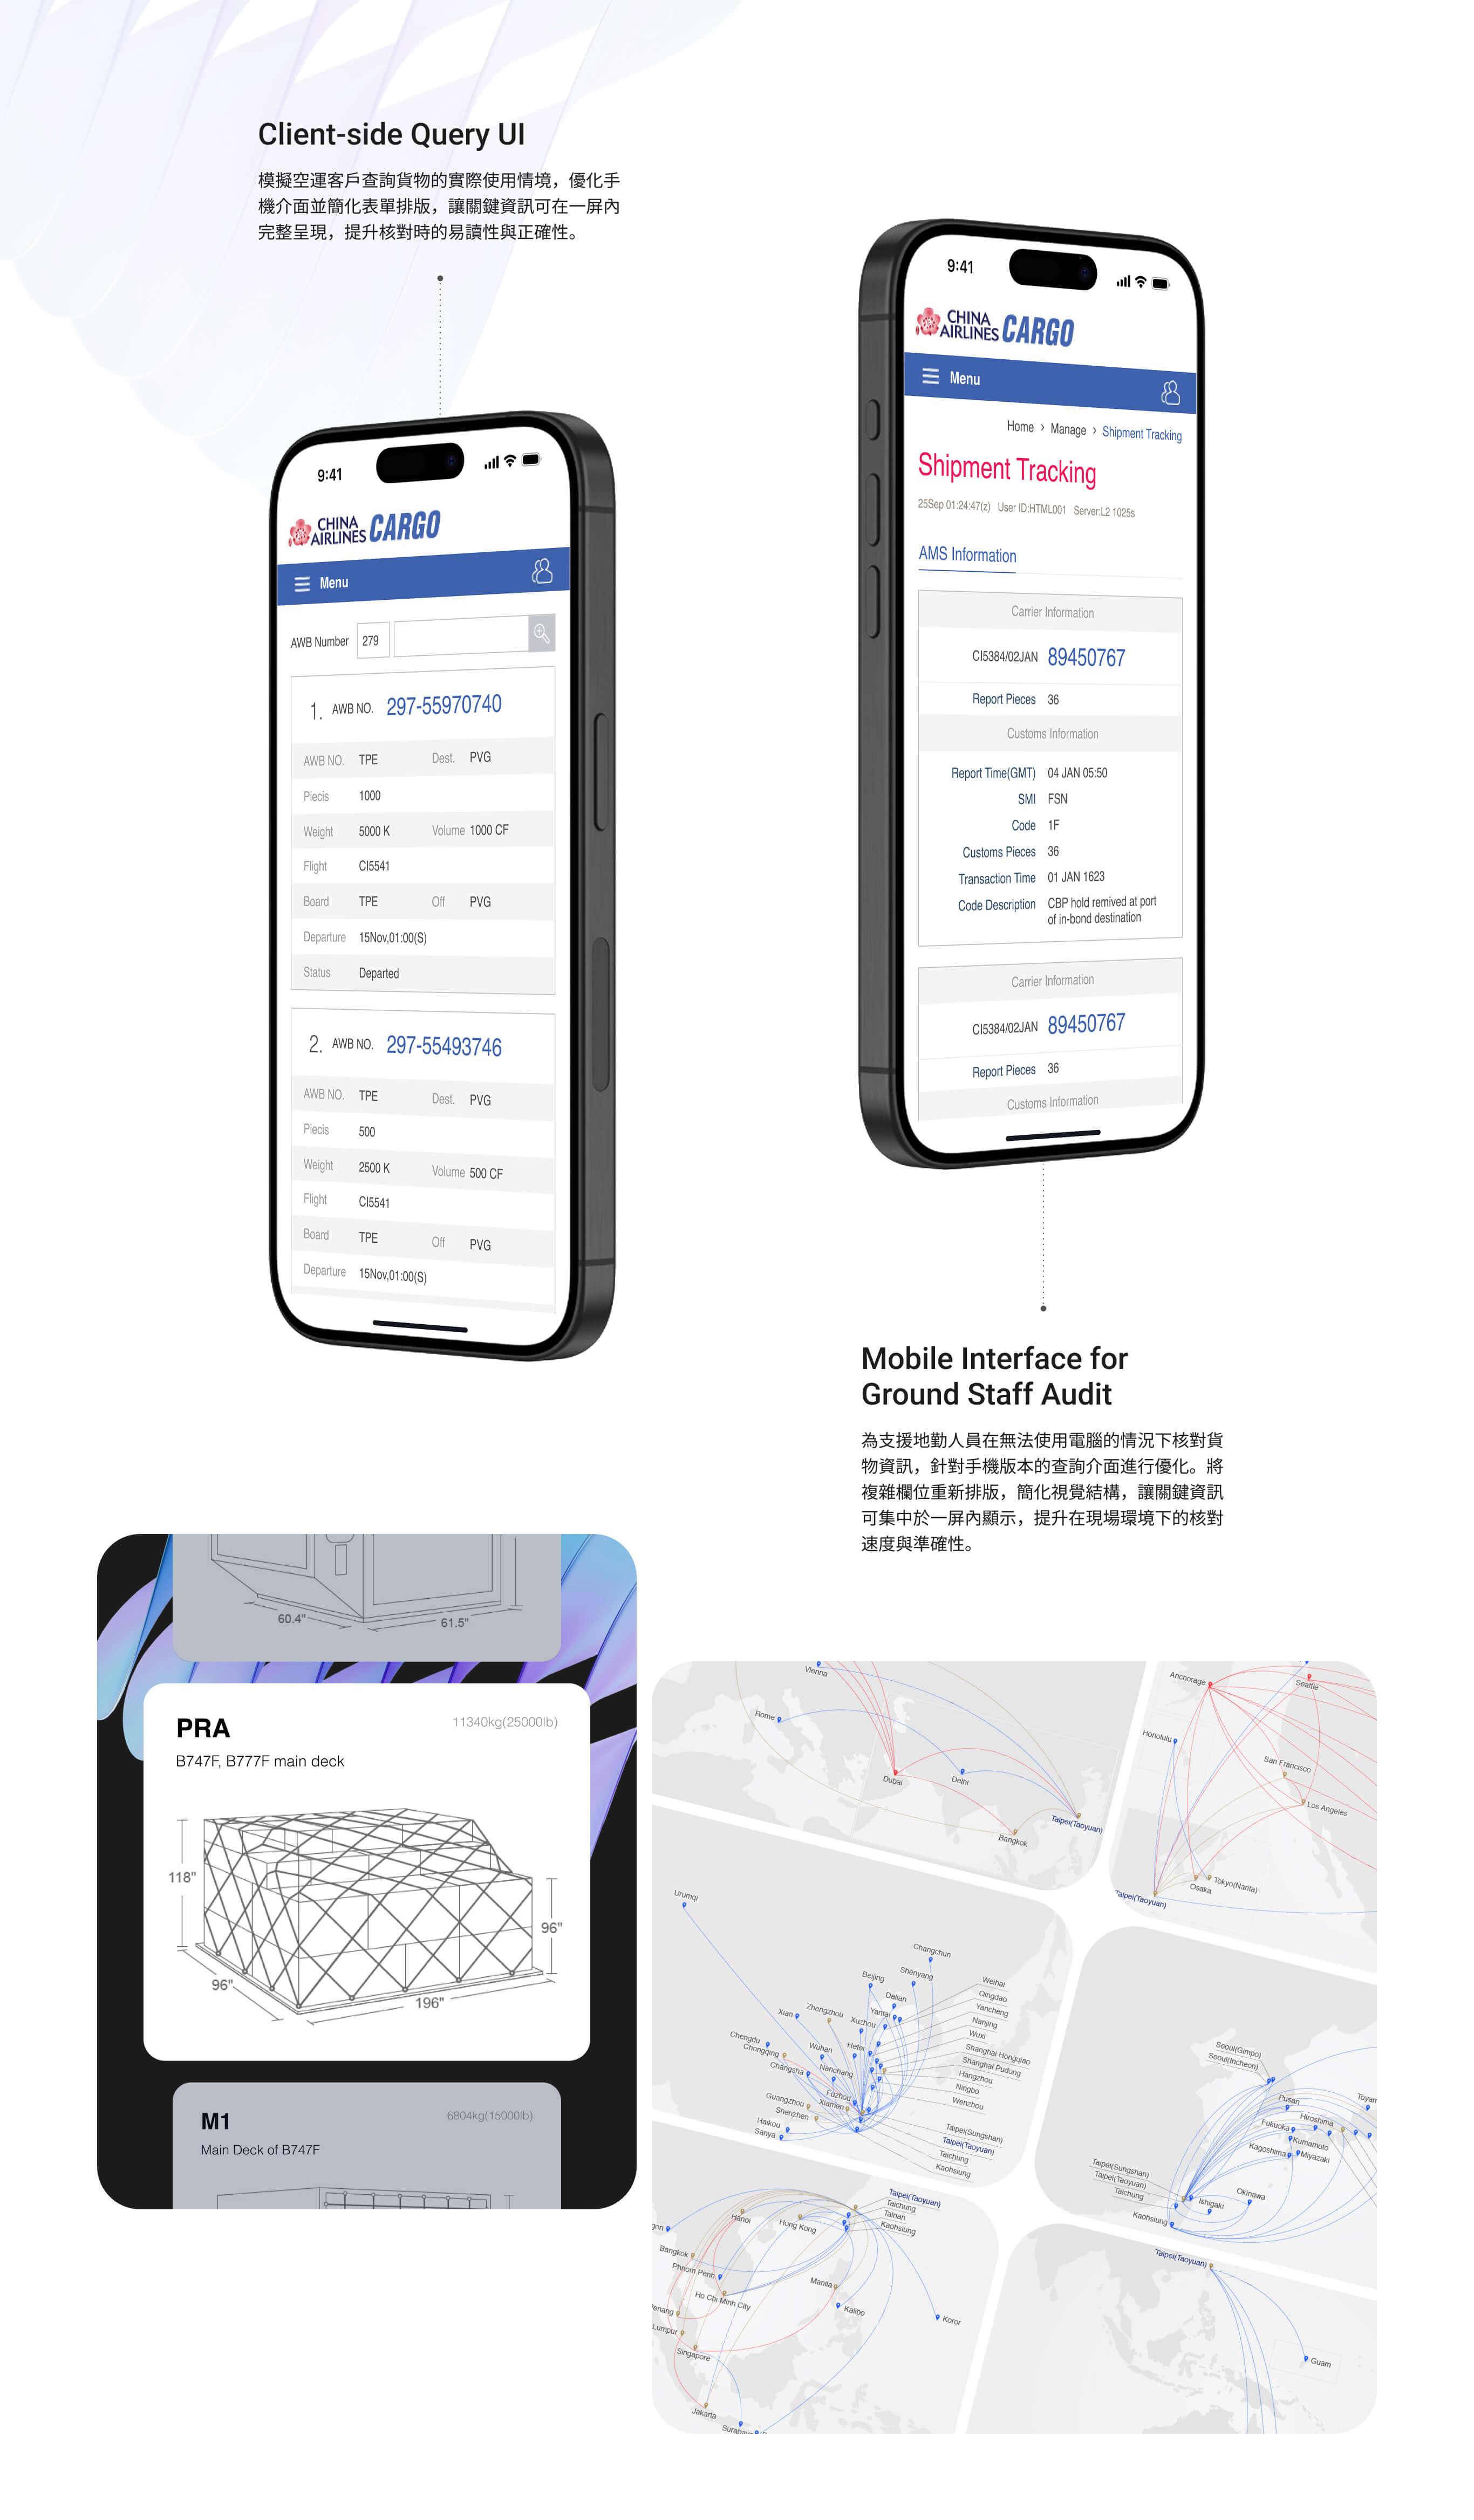 Client-side Query UI
模擬空運客戶查詢貨物的實際使用情境，優化手
機介面並簡化表單排版，讓關鍵資訊可在一屏內
完整呈現，提升核對時的易讀性與正確性。
9:41
CHINA AIRLINES CARGO
Menu
AWB Number 279
1. AWB NO. 297-55970740
AWB NO. TPE Dest. PVG
Piecis 1000
Weight 5000 K Volume 1000 CF
Flight CI5541
Board TPE Off PVG
Departure 15Nov,01:00(S)
Status Departed
2. AWB NO. 297-55493746
AWB NO. TPE Dest. PVG
Piecis 500
Weight 2500 K Volume 500 CF
Flight CI5541
Board TPE Off PVG
Departure 15Nov,01:00(S)
9:41
CHINA AIRLINES CARGO
Menu
Home > Manage > Shipment Tracking
Shipment Tracking
25Sep 01:24:47(z) User ID:HTML001 Server:L2 1025s
AMS Information
Carrier Information
CI5384/02JAN 89450767
Report Pieces 36
Customs Information
Report Time(GMT) 04 JAN 05:50
SMI FSN
Code 1F
Customs Pieces 36
Transaction Time 01 JAN 1623
Code Description CBP hold remived at port
of in-bond destination
Carrier Information
CI5384/02JAN 89450767
Report Pieces 36
Customs Information
Mobile Interface for
Ground Staff Audit
為支援地勤人員在無法使用電腦的情況下核對貨
物資訊，針對手機版本的查詢介面進行優化。將
複雜欄位重新排版，簡化視覺結構，讓關鍵資訊
可集中於一屏內顯示，提升在現場環境下的核對
速度與準確性。
60.4"
61.5"
PRA
11340kg(25000lb)
B747F, B777F main deck
118"
96"
96"
196"
M1
6804kg(15000lb)
Main Deck of B747F
Vienna
Rome
Dubai
Delhi
Bangkok
Taipei(Taoyuan)
Anchorage
Seattle
Honolulu
San Francisco
Los Angeles
Osaka
Tokyo(Narita)
Taipei(Taoyuan)
Urumqi
Changchun
Beijing
Shenyang
Dalian
Yantai
Xian
Zhengzhou
Xuzhou
Chengdu
Chongqing
Wuhan
Hefei
Changsha
Nanchang
Guangzhou
Fuzhou
Xiamen
Shenzhen
Haikou
Sanya
Weihai
Qingdao
Yancheng
Nanjing
Wuxi
Shanghai Hongqiao
Shanghai Pudong
Hangzhou
Ningbo
Wenzhou
Taipei(Sungshan)
Taipei(Taoyuan)
Taichung
Kaohsiung
Seoul(Gimpo)
Seoul(Incheon)
Pusan
Toyam
Hiroshima
Fukuoka
Kumamoto
Kagoshima
Miyazaki
Taipei(Sungshan)
Taipei(Taoyuan)
Taichung
Okinawa
Ishigaki
Kaohsiung
Taipei(Taoyuan)
Taichung
Tainan
Kaohsiung
gon
Hanoi
Hong Kong
Bangkok
Phnom Penh
Ho Chi Minh City
Manila
Kalibo
Koror
Penang
Lumpur
Singapore
Jakarta
Taipei(Taoyuan)
Guam